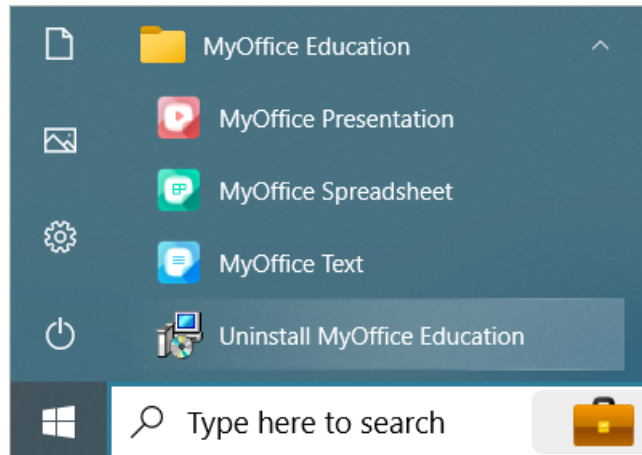 MyOffice Education
MyOffice Presentation
MyOffice Spreadsheet
MyOffice Text
Uninstall MyOffice Education
Type here to search